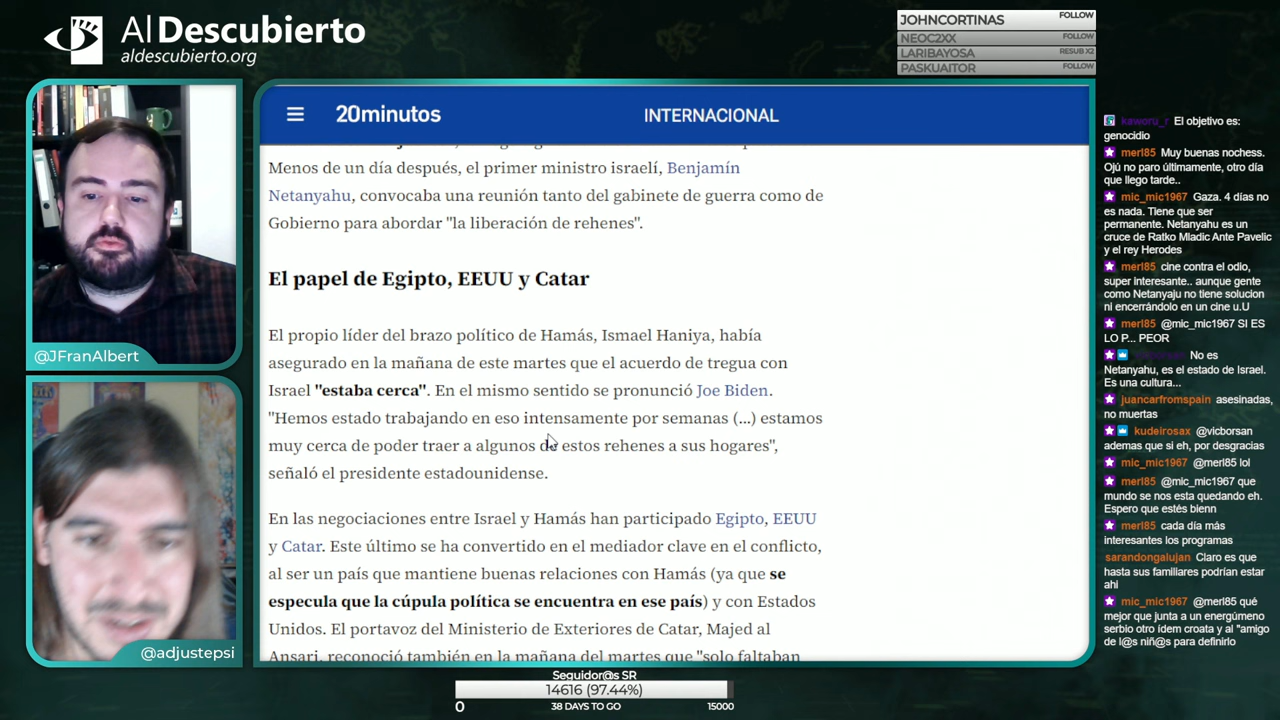 Al Descubierto
aldescubierto.org
JOHNCORTINAS FOLLOW
NEOC2XX FOLLOW
LARIBAYOSA RESUB X2
PASKUAITOR FOLLOW
@JFranAlbert
@adjustepsi
20minutos INTERNACIONAL
Menos de un día después, el primer ministro israelí, Benjamín
Netanyahu, convocaba una reunión tanto del gabinete de guerra como de
Gobierno para abordar "la liberación de rehenes".
El papel de Egipto, EEUU y Catar
El propio líder del brazo político de Hamás, Ismael Haniya, había
asegurado en la mañana de este martes que el acuerdo de tregua con
Israel "estaba cerca". En el mismo sentido se pronunció Joe Biden.
"Hemos estado trabajando en eso intensamente por semanas (...) estamos
muy cerca de poder traer a algunos de estos rehenes a sus hogares",
señaló el presidente estadounidense.
En las negociaciones entre Israel y Hamás han participado Egipto, EEUU
y Catar. Este último se ha convertido en el mediador clave en el conflicto,
al ser un país que mantiene buenas relaciones con Hamás (ya que se
especula que la cúpula política se encuentra en ese país) y con Estados
Unidos. El portavoz del Ministerio de Exteriores de Catar, Majed al
Ansari, reconoció también en la mañana del martes que "solo faltaban
kaworu_r El objetivo es:
genocidio
merl85 Muy buenas nochess.
Ojú no paro últimamente, otro día
que llego tarde..
mic_mic1967 Gaza. 4 días no
es nada. Tiene que ser
permanente. Netanyahu es un
cruce de Ratko Mladic Ante Pavelic
y el rey Herodes
merl85 cine contra el odio,
super interesante.. aunque gente
como Netanyaju no tiene solucion
ni encerrándolo en un cine u.U
merl85 @mic_mic1967 SI ES
LO P... PEOR
No es
Netanyahu, es el estado de Israel.
Es una cultura...
juancarfromspain asesinadas,
no muertas
kudeirosax @vicborsan
ademas que si eh, por desgracias
mic_mic1967 @merl85 lol
merl85 @mic_mic1967 que
mundo se nos esta quedando eh.
Espero que estés bienn
merl85 cada día más
interesantes los programas
sarandongalujan Claro es que
hasta sus familiares podrían estar
ahi
mic_mic1967 @merl85 qué
mejor que junta a un energúmeno
serbio otro ídem croata y al "amigo
de l@s niñ@s para definirlo
Seguidor@s SR
14616 (97.44%)
0 38 DAYS TO GO 15000